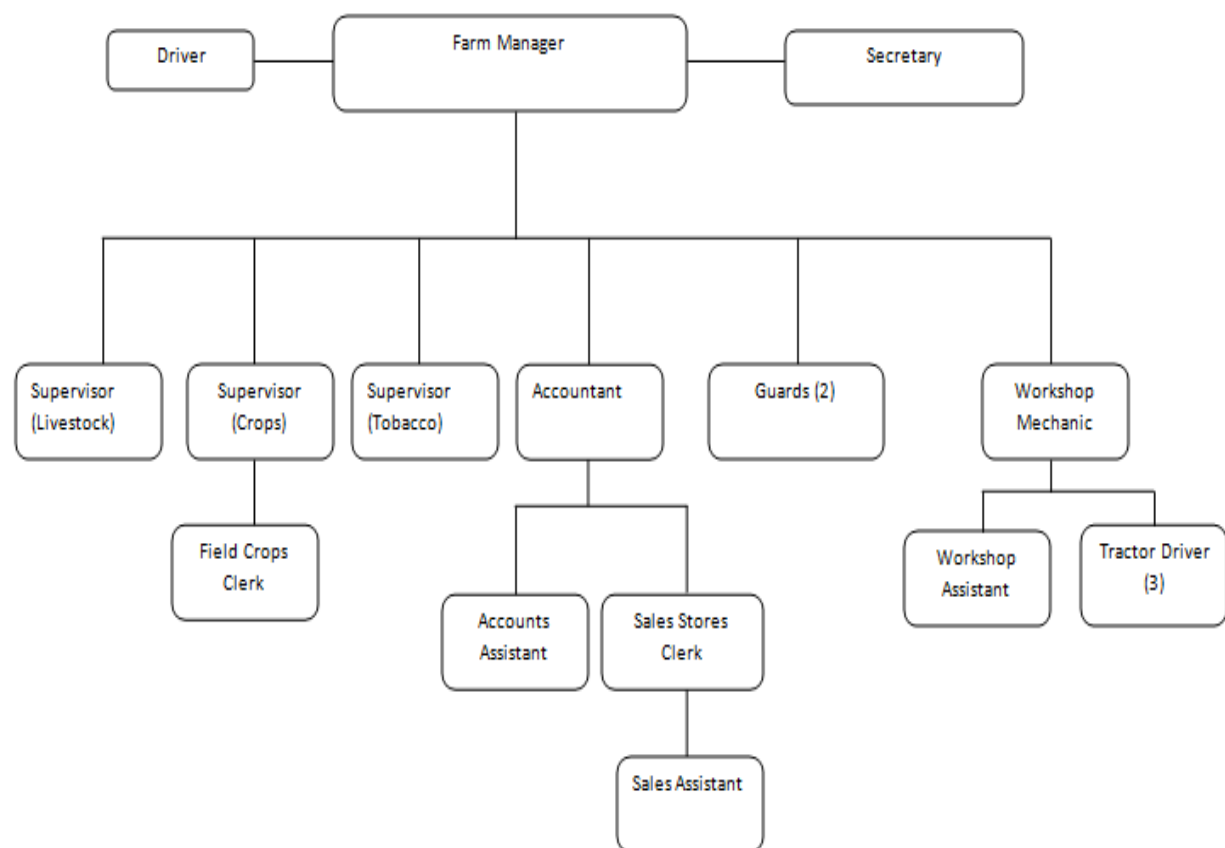 Driver
Farm Manager
Secretary
Supervisor
(Livestock)
Supervisor
(Crops)
Supervisor
(Tobacco)
Accountant
Guards (2)
Workshop
Mechanic
Field Crops
Clerk
Accounts
Assistant
Sales Stores
Clerk
Workshop
Assistant
Tractor Driver
(3)
Sales Assistant